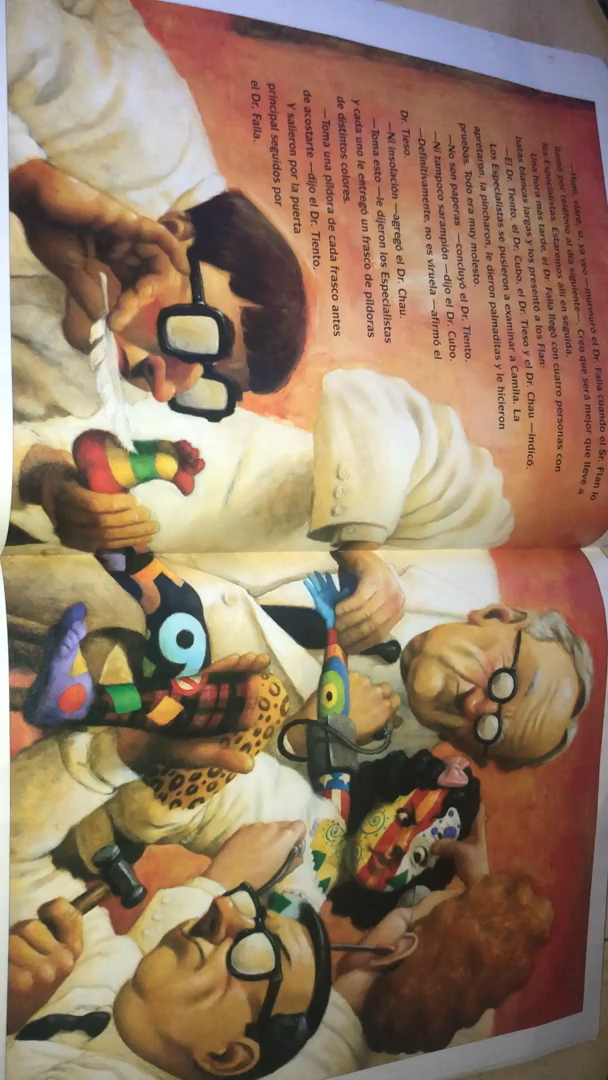 —Hum, claro, sí, ya veo —murmuró el Dr. Falla cuando el Sr. Flan lo
llamó por teléfono al día siguiente—. Creo que será mejor que lleve a
los Especialistas. Estaremos allí en seguida.
Una hora más tarde, el Dr. Falla llegó con cuatro personas con
batas blancas largas y los presentó a los Flan:
—El Dr. Tiento, el Dr. Cubo, el Dr. Tieso y el Dr. Chau —indicó.
Los Especialistas se pusieron a examinar a Camila. La
apretaron, la pincharon, le dieron palmaditas y le hicieron
pruebas. Todo era muy molesto.
—No son paperas —concluyó el Dr. Tiento.
—Ni tampoco sarampión —dijo el Dr. Cubo.
—Definitivamente, no es viruela —afirmó el
Dr. Tieso.
—Ni insolación —agregó el Dr. Chau.
—Toma esto —le dijeron los Especialistas
y cada uno le entregó un frasco de píldoras
de distintos colores.
—Toma una píldora de cada frasco antes
de acostarte —dijo el Dr. Tiento.
Y salieron por la puerta
principal seguidos por
el Dr. Falla.
9